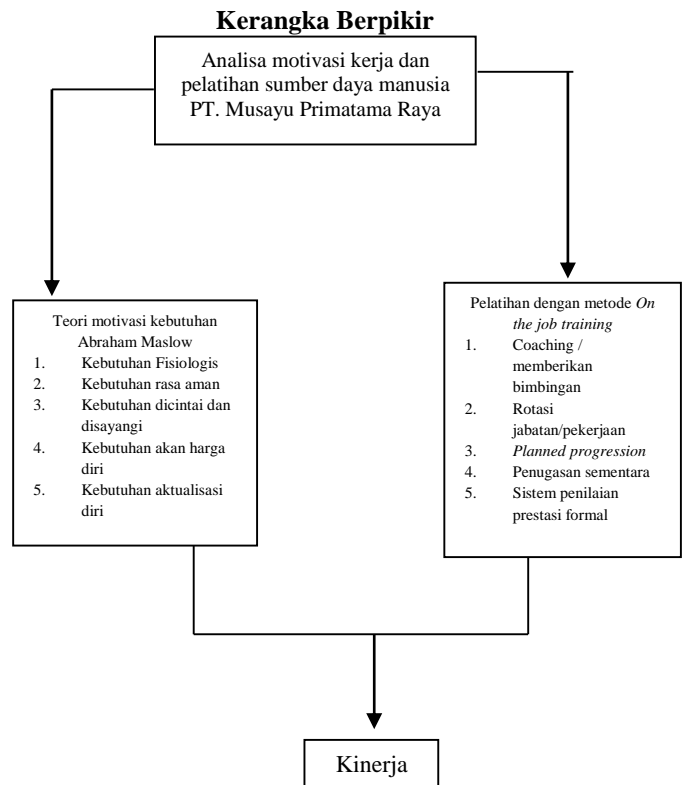 Kerangka Berpikir
Analisa motivasi kerja dan
pelatihan sumber daya manusia
PT. Musayu Primatama Raya
Teori motivasi kebutuhan
Abraham Maslow
1. Kebutuhan Fisiologis
2. Kebutuhan rasa aman
3. Kebutuhan dicintai dan
disayangi
4. Kebutuhan akan harga
diri
5. Kebutuhan aktualisasi
diri
Pelatihan dengan metode On
the job training
1. Coaching /
memberikan
bimbingan
2. Rotasi
jabatan/pekerjaan
3. Planned progression
4. Penugasan sementara
5. Sistem penilaian
prestasi formal
Kinerja